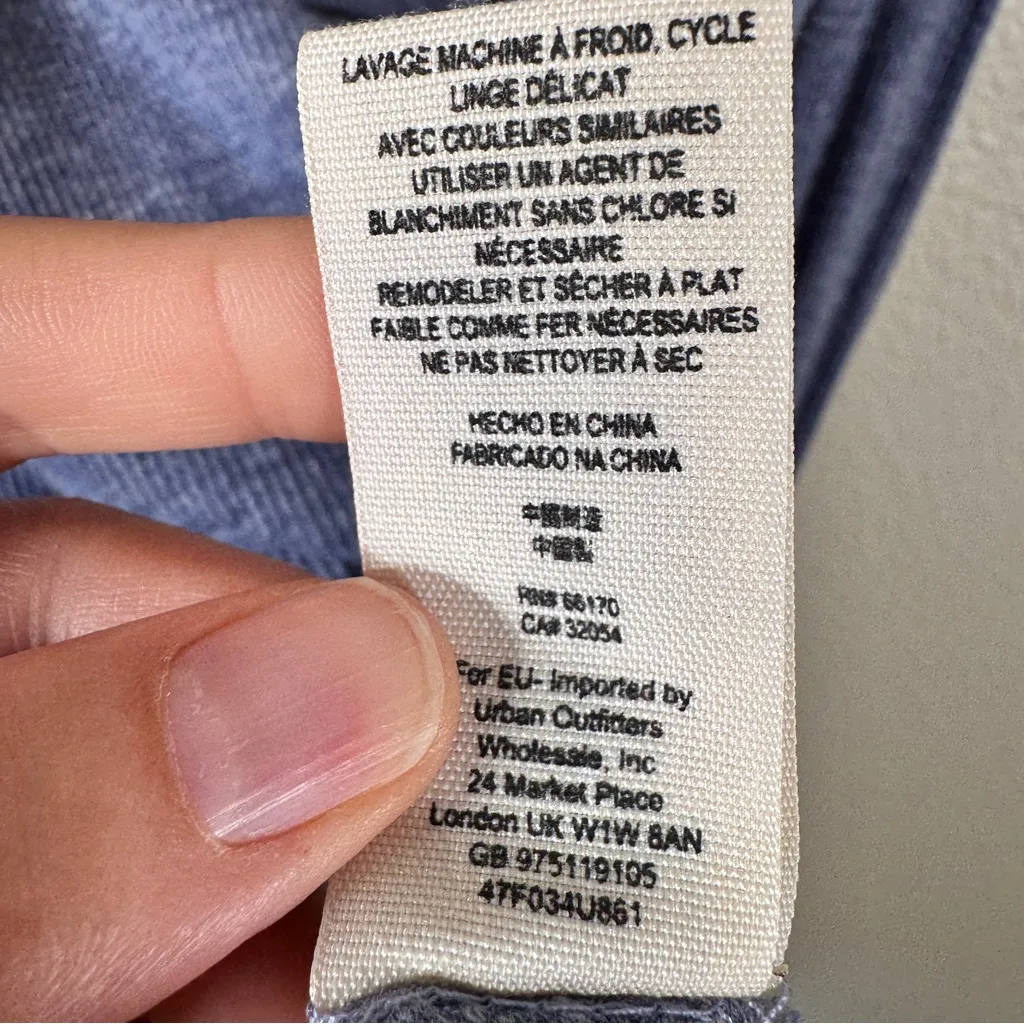 LAVAGE MACHINE À FROID, CYCLE
LINGE DÉLICAT
AVEC COULEURS SIMILAIRES
UTILISER UN AGENT DE
BLANCHIMENT SANS CHLORE SI
NÉCESSAIRE
REMODELER ET SÉCHER À PLAT
FAIBLE COMME FER NÉCESSAIRES
NE PAS NETTOYER À SEC
HECHO EN CHINA
FABRICADO NA CHINA
中國製造
中國製
RN# 66170
CA# 32054
For EU- Imported by
Urban Outfitters
Wholesale, Inc
24 Market Place
London UK W1W 8AN
GB 975119105
47F034U861